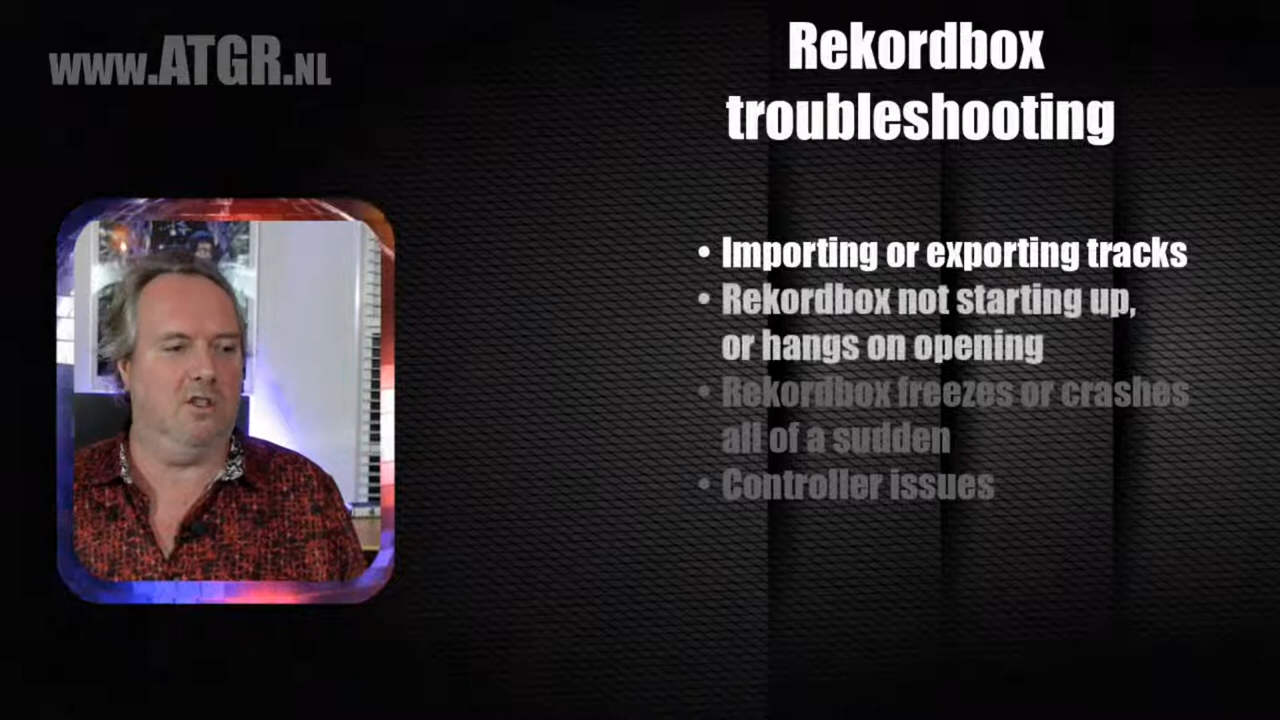 www.ATGR.NL
Rekordbox
troubleshooting
• Importing or exporting tracks
• Rekordbox not starting up,
or hangs on opening
• Rekordbox freezes or crashes
all of a sudden
• Controller issues